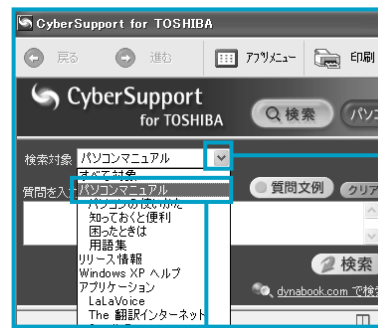 CyberSupport for TOSHIBA
戻る 進む アプリメニュー 印刷
CyberSupport
for TOSHIBA
検索 パソコ
検索対象 パソコンマニュアル
すべて対象
質問を入 パソコンマニュアル 質問文例 クリア
パソコンの使いかた
知っておくと便利
困ったときは
用語集
リリース情報
検索
Windows XP ヘルプ
アプリケーション
dynabook.com で検索
LaLaVoice
The 翻訳インターネット